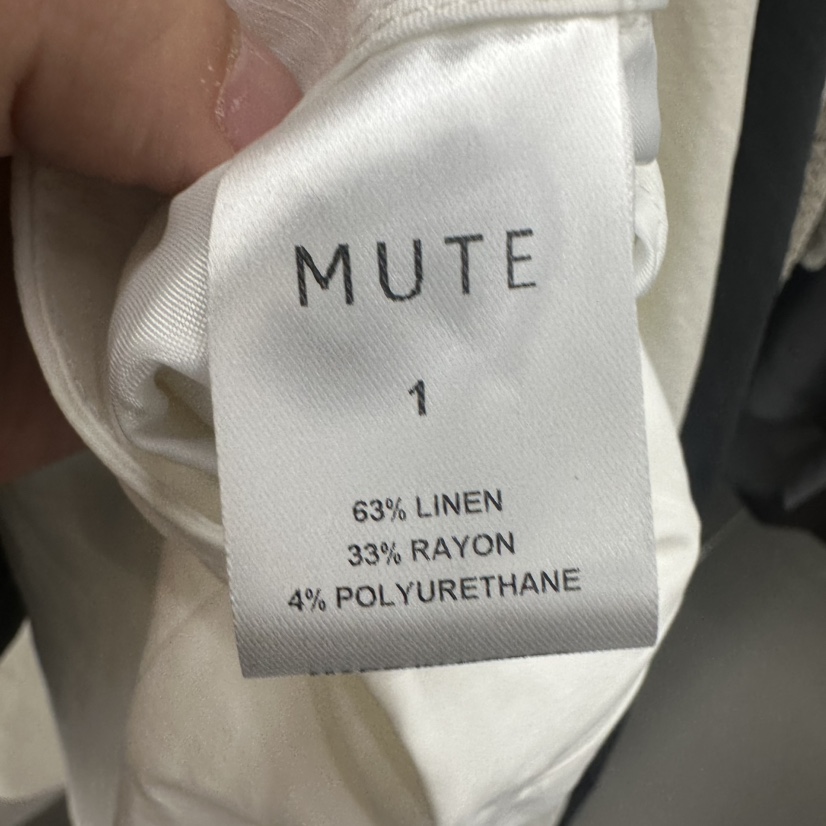 MUTE
1
63% LINEN
33% RAYON
4% POLYURETHANE